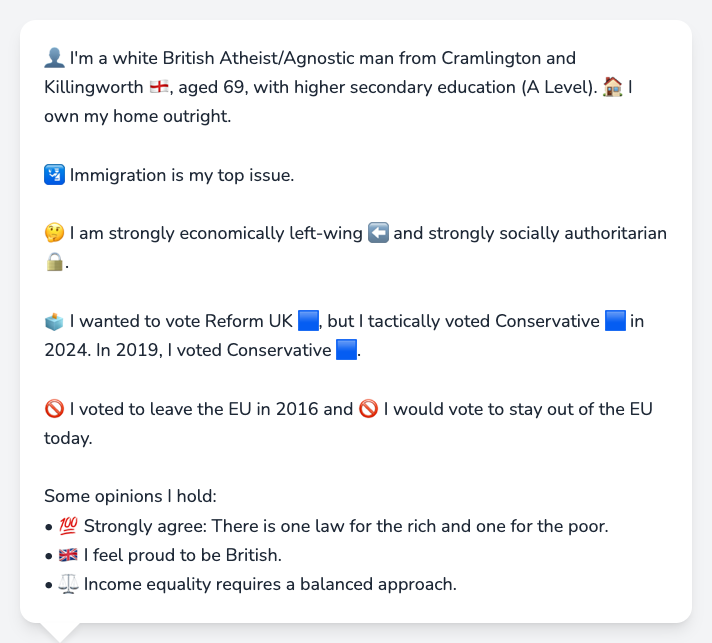 👤 I'm a white British Atheist/Agnostic man from Cramlington and
Killingworth 🏴󠁧󠁢󠁥󠁮󠁧󠁿, aged 69, with higher secondary education (A Level). 🏠 I
own my home outright.
🛂 Immigration is my top issue.
🤔 I am strongly economically left-wing ⬅️ and strongly socially authoritarian
🔒.
🗳️ I wanted to vote Reform UK 🟦, but I tactically voted Conservative 🟦 in
2024. In 2019, I voted Conservative 🟦.
🚫 I voted to leave the EU in 2016 and 🚫 I would vote to stay out of the EU
today.
Some opinions I hold:
• 💯 Strongly agree: There is one law for the rich and one for the poor.
• 🇬🇧 I feel proud to be British.
• ⚖️ Income equality requires a balanced approach.